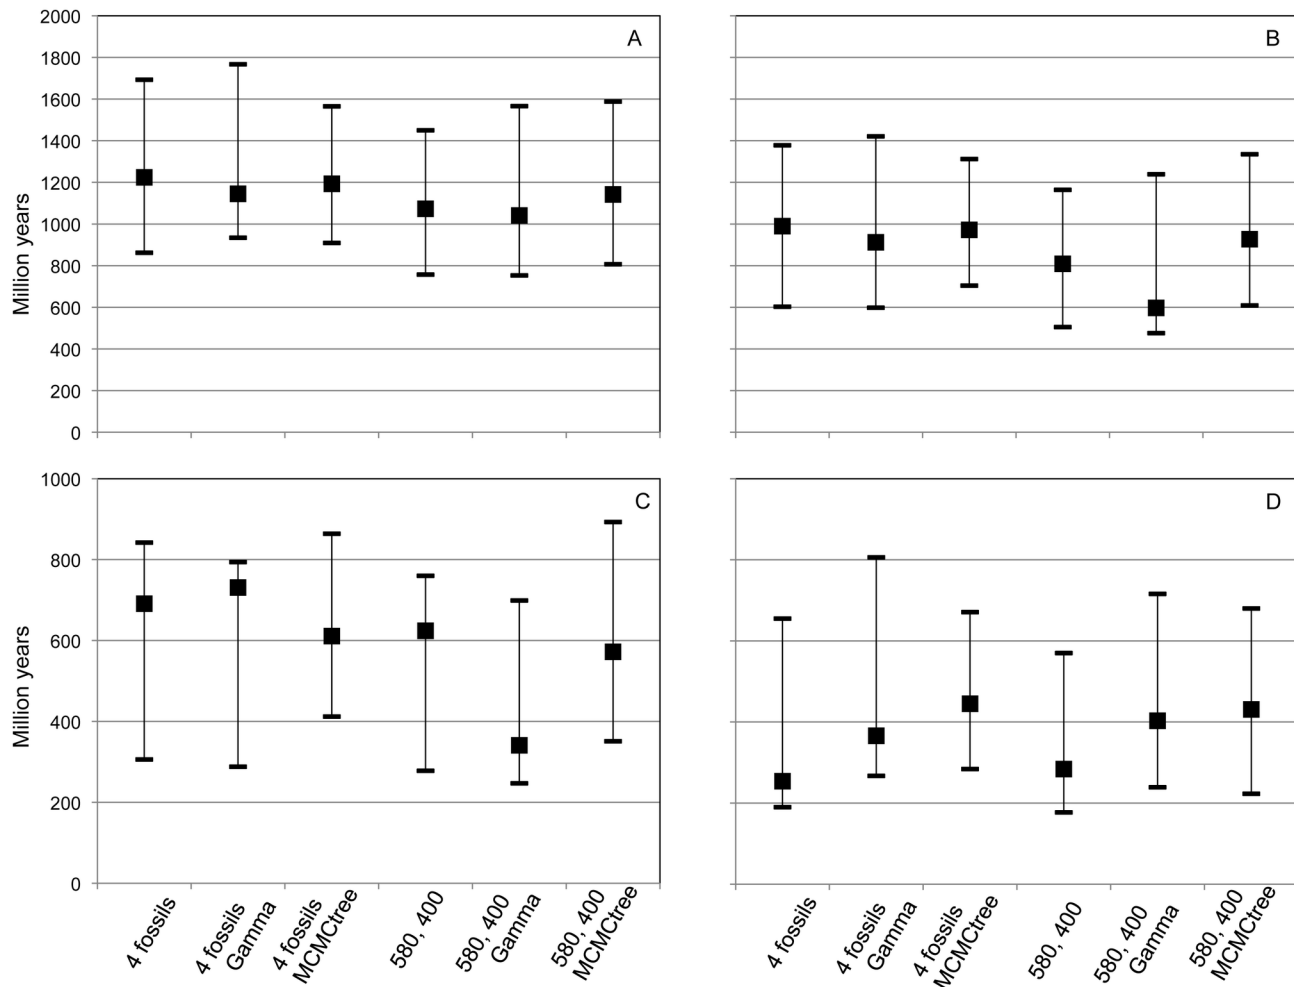 2000
1800
1600
1400
1200
1000
800
600
400
200
0
Million years
A
B
1000
800
600
400
200
0
Million years
C
D
4 fossils
4 fossils
Gamma
4 fossils
MCMCtree
580, 400
580, 400
Gamma
580, 400
MCMCtree
4 fossils
4 fossils
Gamma
4 fossils
MCMCtree
580, 400
580, 400
Gamma
580, 400
MCMCtree